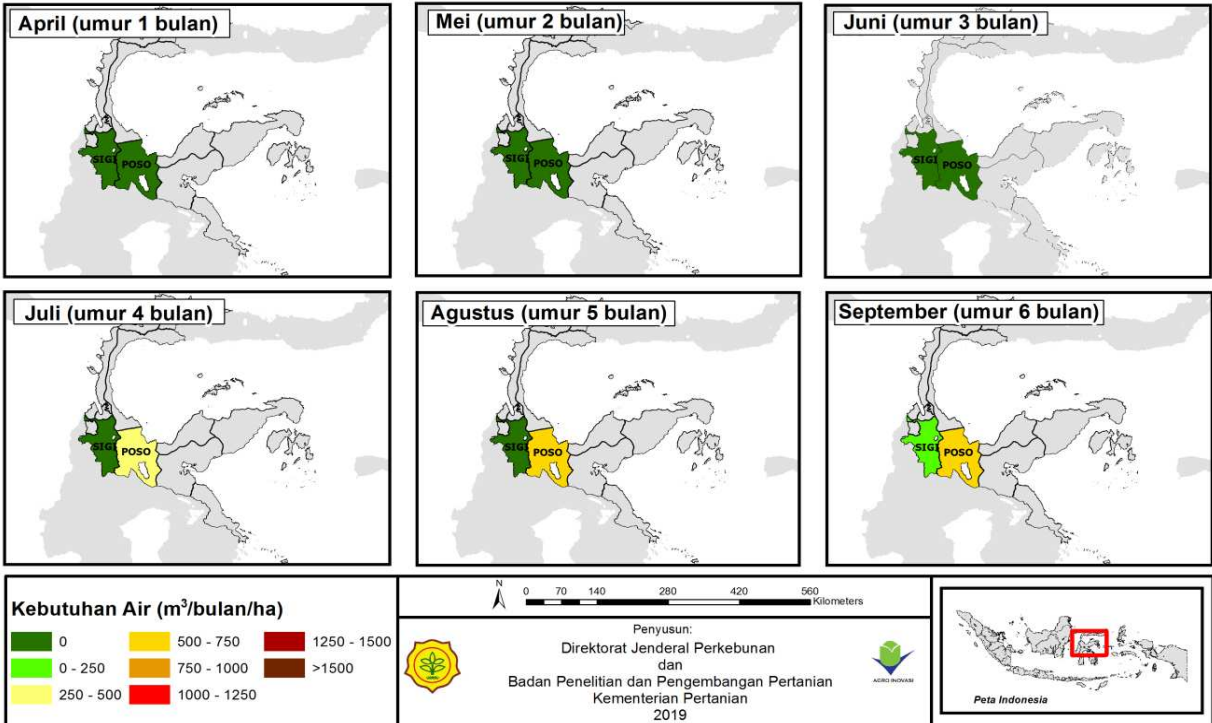 April (umur 1 bulan)
SIGI
POSO
Mei (umur 2 bulan)
SIGI
POSO
Juni (umur 3 bulan)
SIGI
POSO
Juli (umur 4 bulan)
SIGI
POSO
Agustus (umur 5 bulan)
SIGI
POSO
September (umur 6 bulan)
SIGI
POSO
Kebutuhan Air (m³/bulan/ha)
0
0 - 250
250 - 500
500 - 750
750 - 1000
1000 - 1250
1250 - 1500
>1500
N
0 70 140 280 420 560
Kilometers
Penyusun:
Direktorat Jenderal Perkebunan
dan
Badan Penelitian dan Pengembangan Pertanian
Kementerian Pertanian
2019
AGRO INOVASI
Peta Indonesia